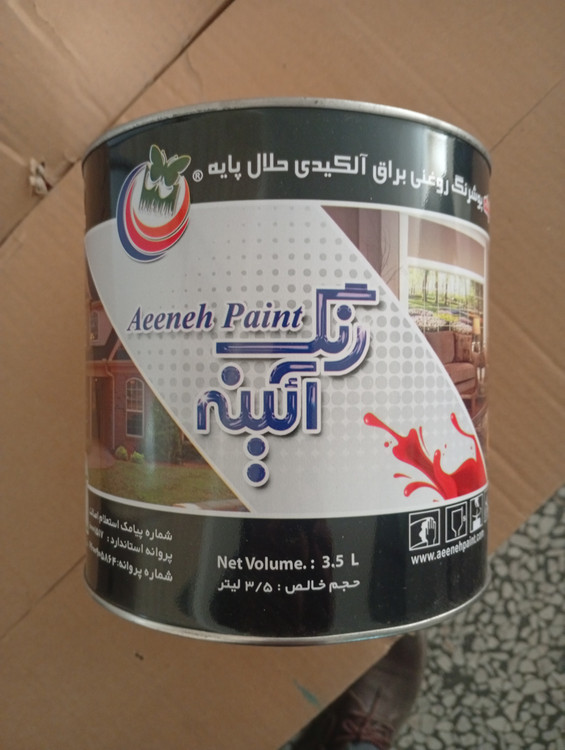 پوشرنگ روغنی براق آلکیدی حلال پایه
®
Aeeneh Paint
رنگ
آئینه
شماره پیامک استعلام اصالت
پروانه استاندارد:
شماره پروانه:
Net Volume. : 3.5 L
حجم خالص : ۳/۵ لیتر
www.aeenehpaint.com